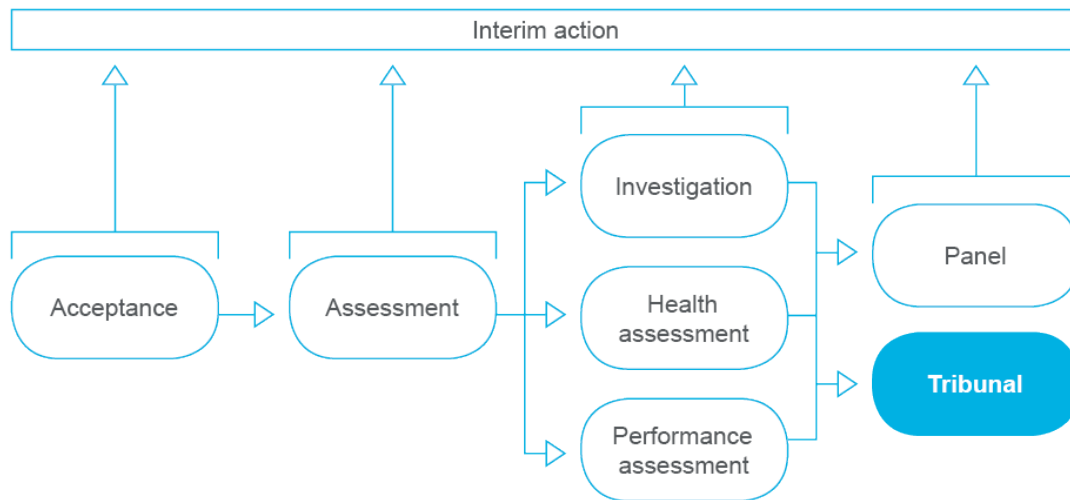 Interim action
Acceptance
Assessment
Investigation
Health
assessment
Performance
assessment
Panel
Tribunal